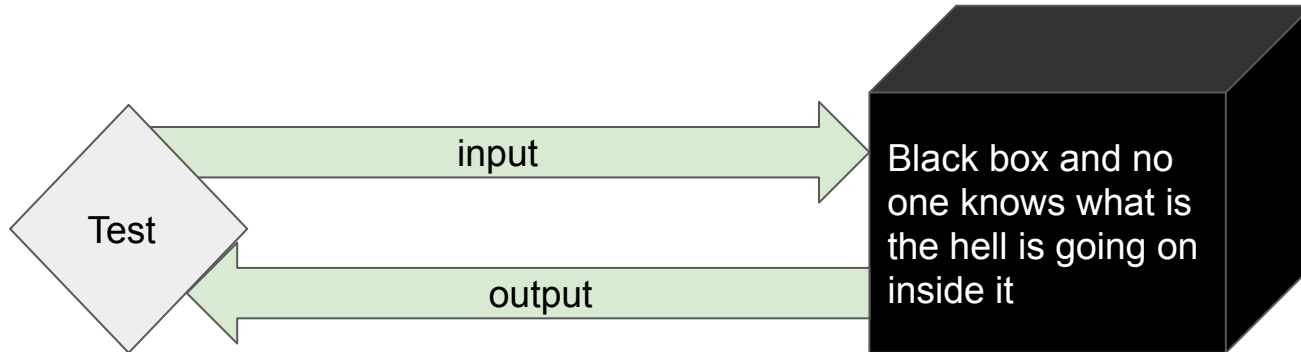 input
Test
output
Black box and no
one knows what is
the hell is going on
inside it